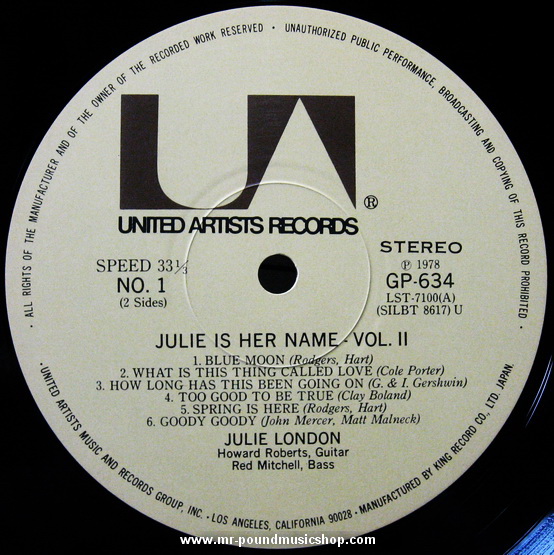 · ALL RIGHTS OF THE MANUFACTURER AND OF THE OWNER OF THE RECORDED WORK RESERVED · UNAUTHORIZED PUBLIC PERFORMANCE, BROADCASTING AND COPYING OF THIS RECORD PROHIBITED ·
UA ®
UNITED ARTISTS RECORDS
SPEED 33 1/3
NO. 1
(2 Sides)
STEREO
℗ 1978
GP-634
LST-7100(A)
(SILBT 8617) U
JULIE IS HER NAME - VOL. II
1. BLUE MOON (Rodgers, Hart)
2. WHAT IS THIS THING CALLED LOVE (Cole Porter)
3. HOW LONG HAS THIS BEEN GOING ON (G. & I. Gershwin)
4. TOO GOOD TO BE TRUE (Clay Boland)
5. SPRING IS HERE (Rodgers, Hart)
6. GOODY GOODY (John Mercer, Matt Malneck)
JULIE LONDON
Howard Roberts, Guitar
Red Mitchell, Bass
· UNITED ARTISTS MUSIC AND RECORDS GROUP, INC. · LOS ANGELES, CALIFORNIA 90028 · MANUFACTURED BY KING RECORD CO., LTD. JAPAN.
www.mr-poundmusicshop.com